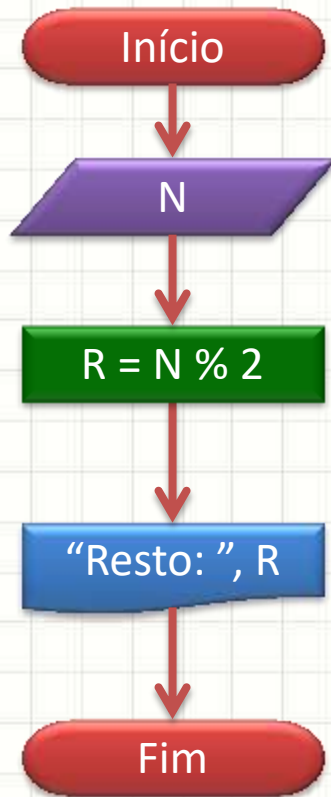 Início
N
R = N % 2
“Resto: ”, R
Fim